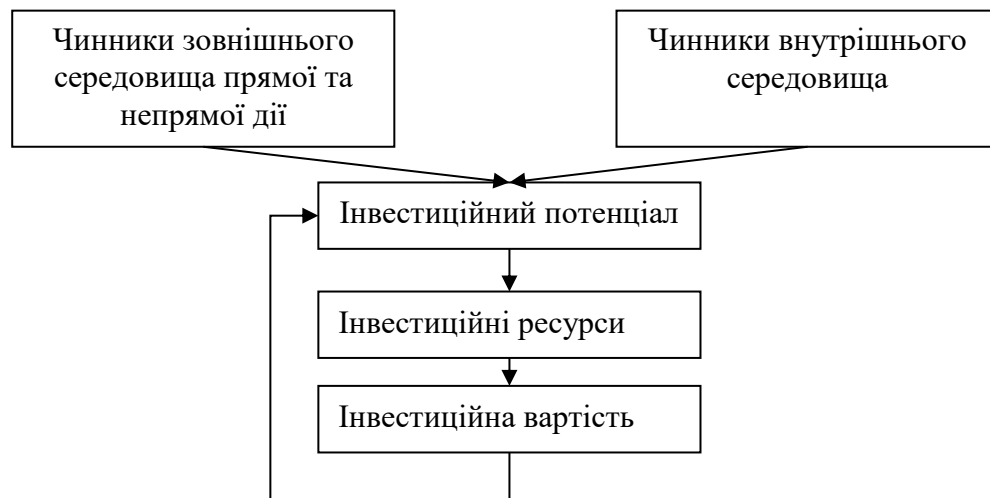 Чинники зовнішнього
середовища прямої та
непрямої дії
Чинники внутрішнього
середовища
Інвестиційний потенціал
Інвестиційні ресурси
Інвестиційна вартість